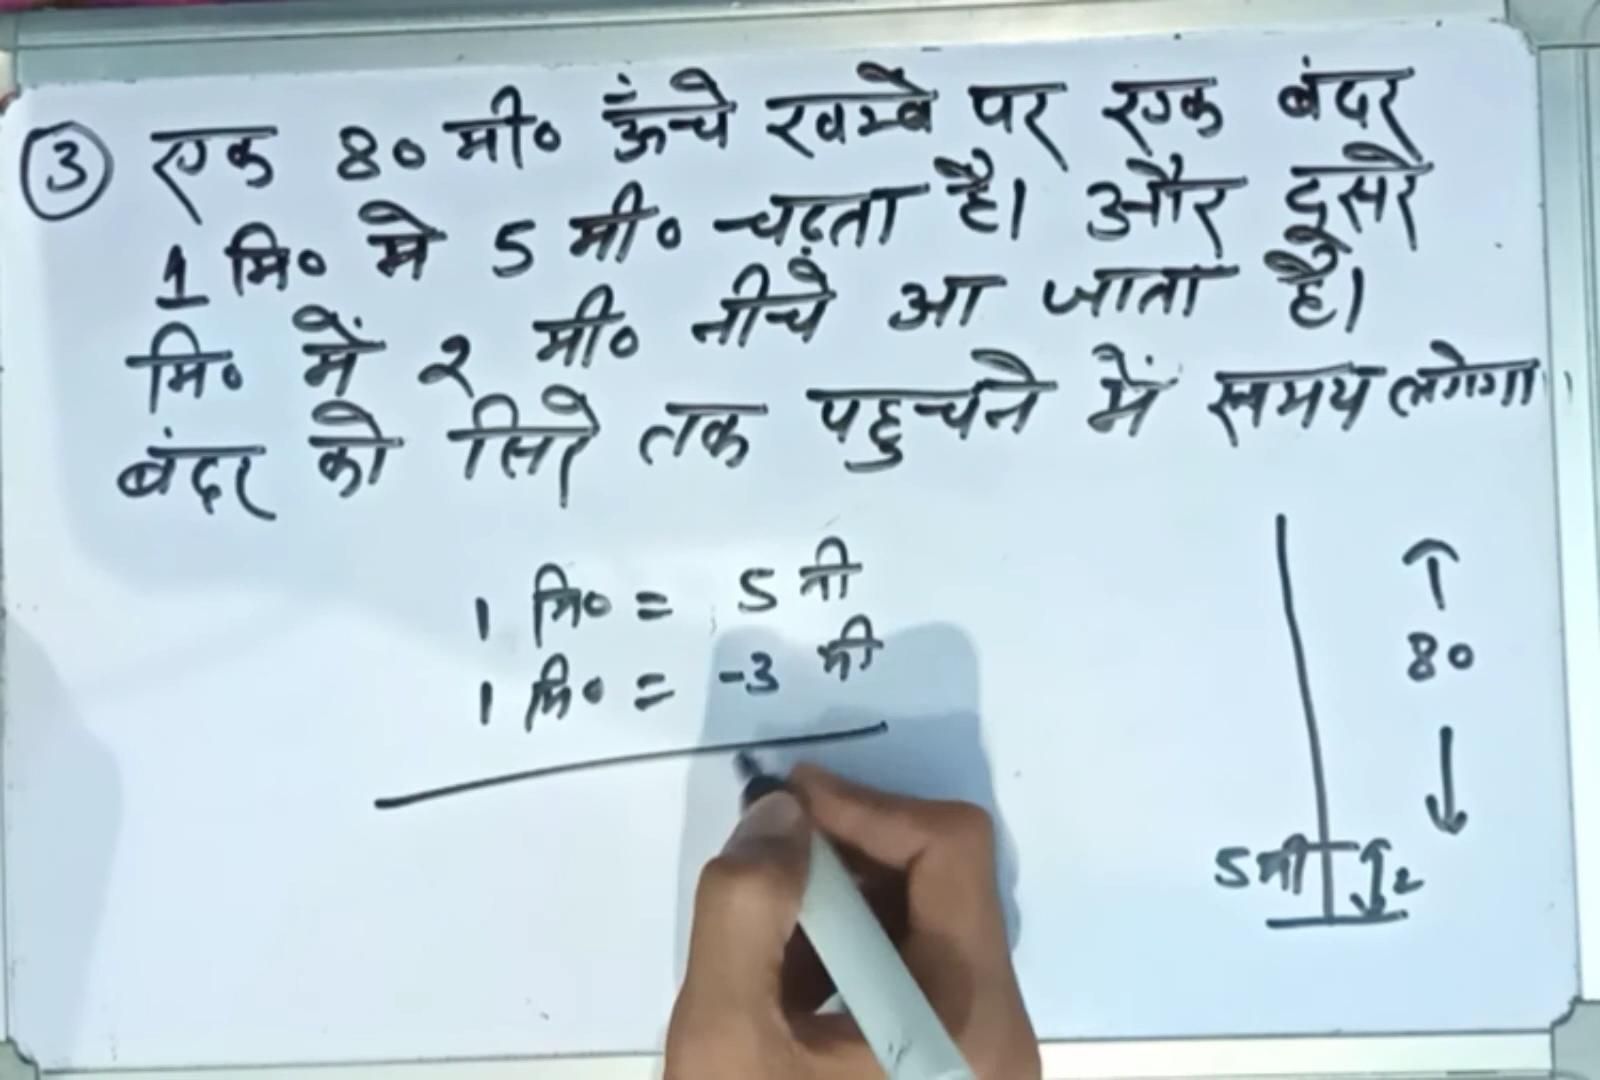 ③ एक 80 मी० ऊँचे खम्बे पर एक बंदर
1 मि० मे 5 मी० चढ़ता है। और दूसरे
मि० में 2 मी० नीचे आ जाता है।
बंदर को सिरे तक पहुचने में समय लगेगा
1 मि० = 5 मी
1 मि० = -3 मी
80
5मी 2